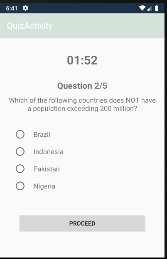 6:41
QuizActivity
01:52
Question 2/5
Which of the following countries does NOT have
a population exceeding 200 million?
Brazil
Indonesia
Pakistan
Nigeria
PROCEED